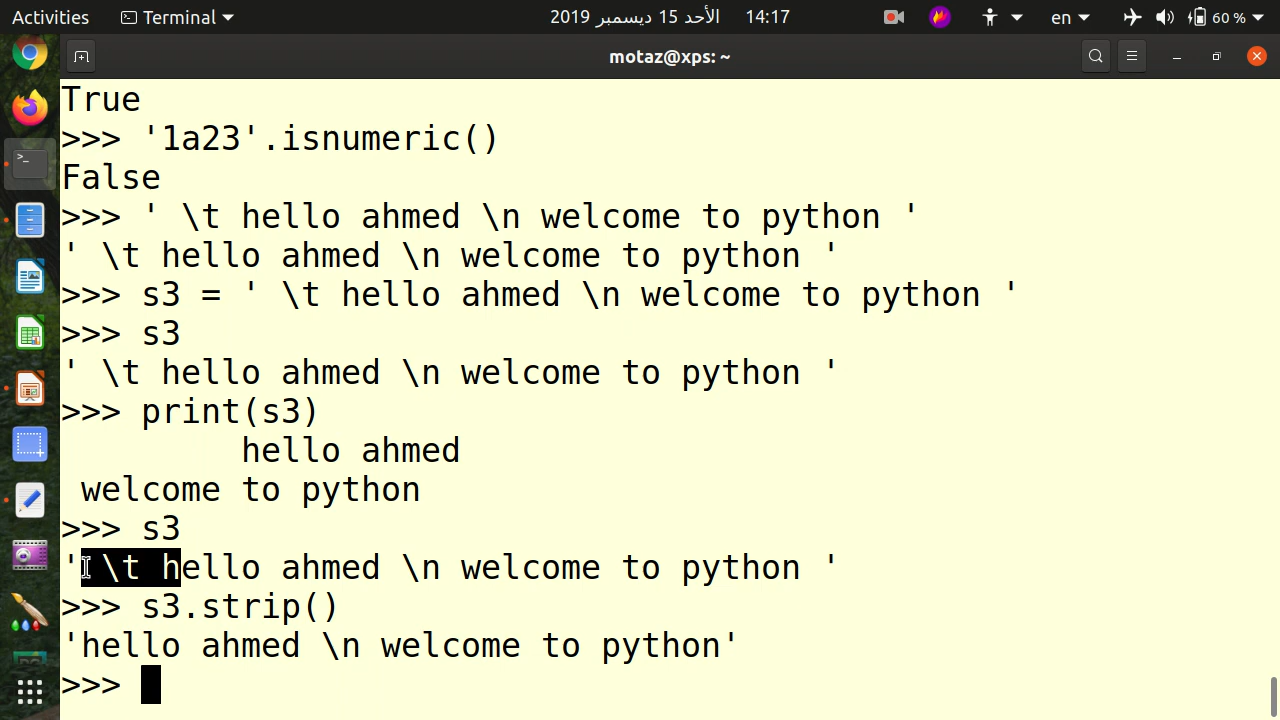 Activities Terminal الأحد 15 ديسمبر 2019 14:17 en 60 %
motaz@xps: ~
True
>>> '1a23'.isnumeric()
False
>>> ' \t hello ahmed \n welcome to python '
' \t hello ahmed \n welcome to python '
>>> s3 = ' \t hello ahmed \n welcome to python '
>>> s3
' \t hello ahmed \n welcome to python '
>>> print(s3)
         hello ahmed
 welcome to python
>>> s3
' \t hello ahmed \n welcome to python '
>>> s3.strip()
'hello ahmed \n welcome to python'
>>>